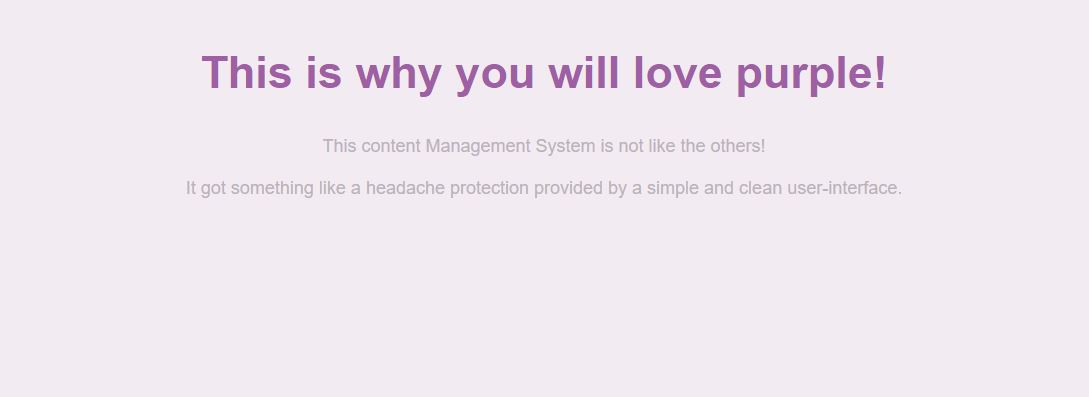 This is why you will love purple!
This content Management System is not like the others!
It got something like a headache protection provided by a simple and clean user-interface.